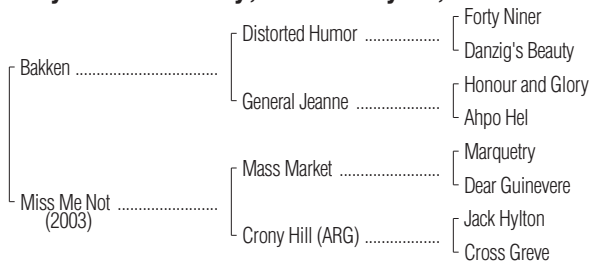 Forty Niner
Distorted Humor ..................
Danzig's Beauty
Bakken ..................................
Honour and Glory
General Jeanne ....................
Ahpo Hel
Marquetry
Mass Market ........................
Dear Guinevere
Miss Me Not ........................
(2003)
Jack Hylton
Crony Hill (ARG) ..................
Cross Greve